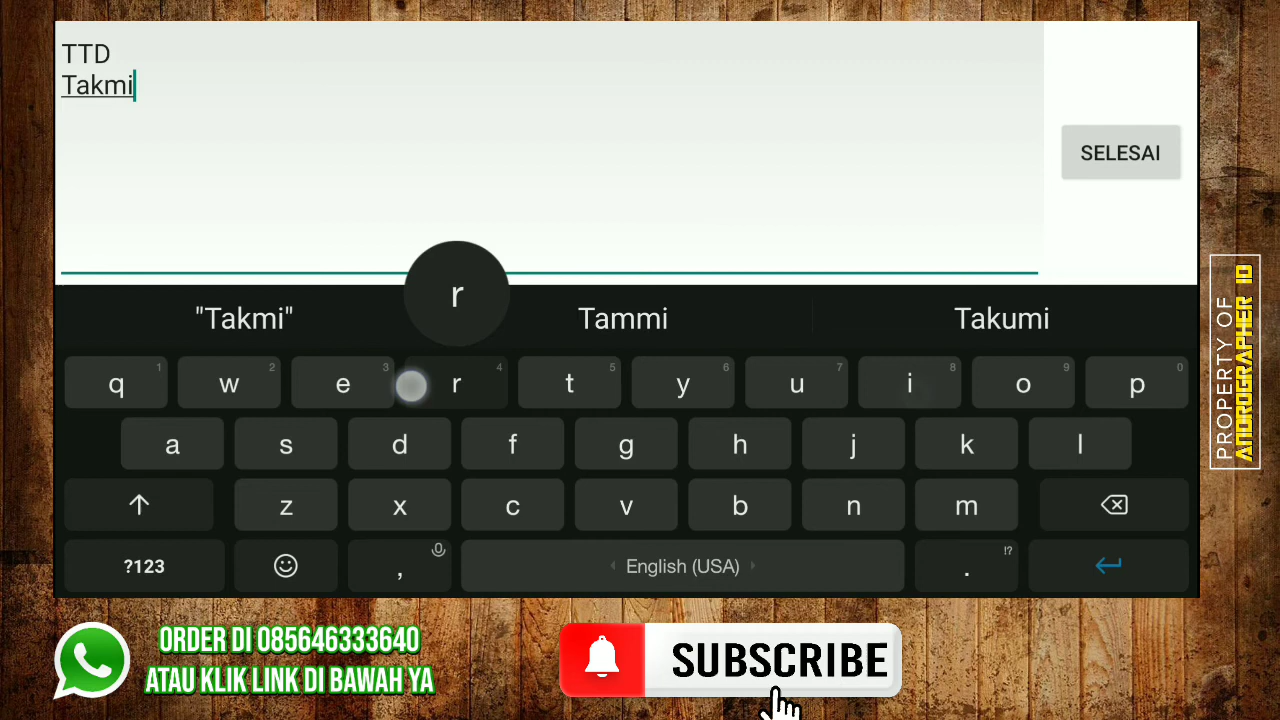 TTD
Takmi
SELESAI
r
"Takmi" Tammi Takumi
q 1 w 2 e 3 r 4 t 5 y 6 u 7 i 8 o 9 p 0
a s d f g h j k l
z x c v b n m
?123 , English (USA) . !?
PROPERTY OF
ANDROGRAPHER ID
ORDER DI 085646333640
ATAU KLIK LINK DI BAWAH YA
SUBSCRIBE